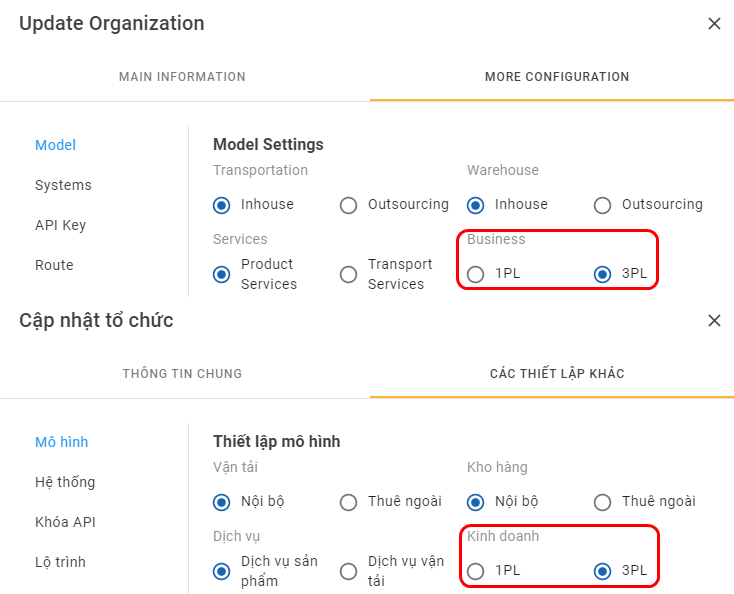 Update Organization
MAIN INFORMATION MORE CONFIGURATION
Model
Systems
API Key
Route
Model Settings
Transportation Warehouse
Inhouse Outsourcing Inhouse Outsourcing
Services Business
Product Services Transport Services 1PL 3PL
Cập nhật tổ chức
THÔNG TIN CHUNG CÁC THIẾT LẬP KHÁC
Mô hình
Hệ thống
Khóa API
Lộ trình
Thiết lập mô hình
Vận tải Kho hàng
Nội bộ Thuê ngoài Nội bộ Thuê ngoài
Dịch vụ Kinh doanh
Dịch vụ sản phẩm Dịch vụ vận tải 1PL 3PL